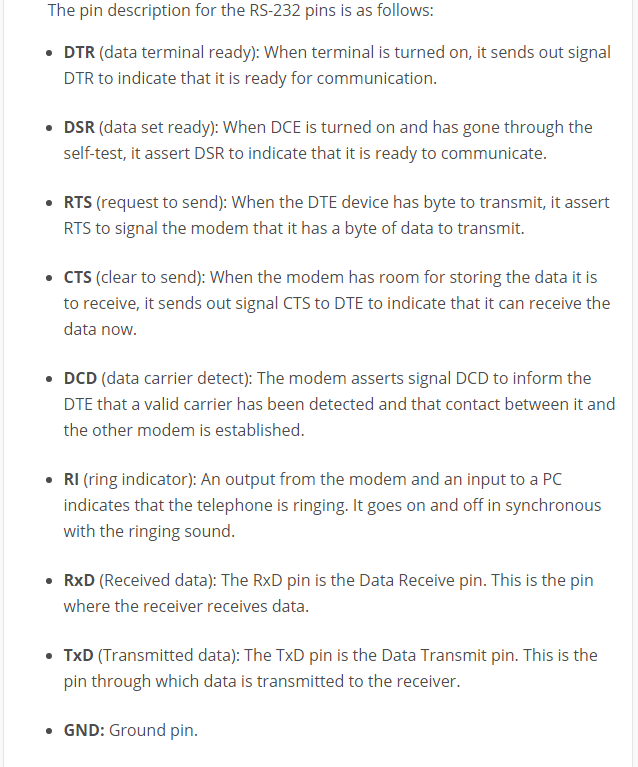 The pin description for the RS-232 pins is as follows:
• DTR (data terminal ready): When terminal is turned on, it sends out signal
DTR to indicate that it is ready for communication.
• DSR (data set ready): When DCE is turned on and has gone through the
self-test, it assert DSR to indicate that it is ready to communicate.
• RTS (request to send): When the DTE device has byte to transmit, it assert
RTS to signal the modem that it has a byte of data to transmit.
• CTS (clear to send): When the modem has room for storing the data it is
to receive, it sends out signal CTS to DTE to indicate that it can receive the
data now.
• DCD (data carrier detect): The modem asserts signal DCD to inform the
DTE that a valid carrier has been detected and that contact between it and
the other modem is established.
• RI (ring indicator): An output from the modem and an input to a PC
indicates that the telephone is ringing. It goes on and off in synchronous
with the ringing sound.
• RxD (Received data): The RxD pin is the Data Receive pin. This is the pin
where the receiver receives data.
• TxD (Transmitted data): The TxD pin is the Data Transmit pin. This is the
pin through which data is transmitted to the receiver.
• GND: Ground pin.